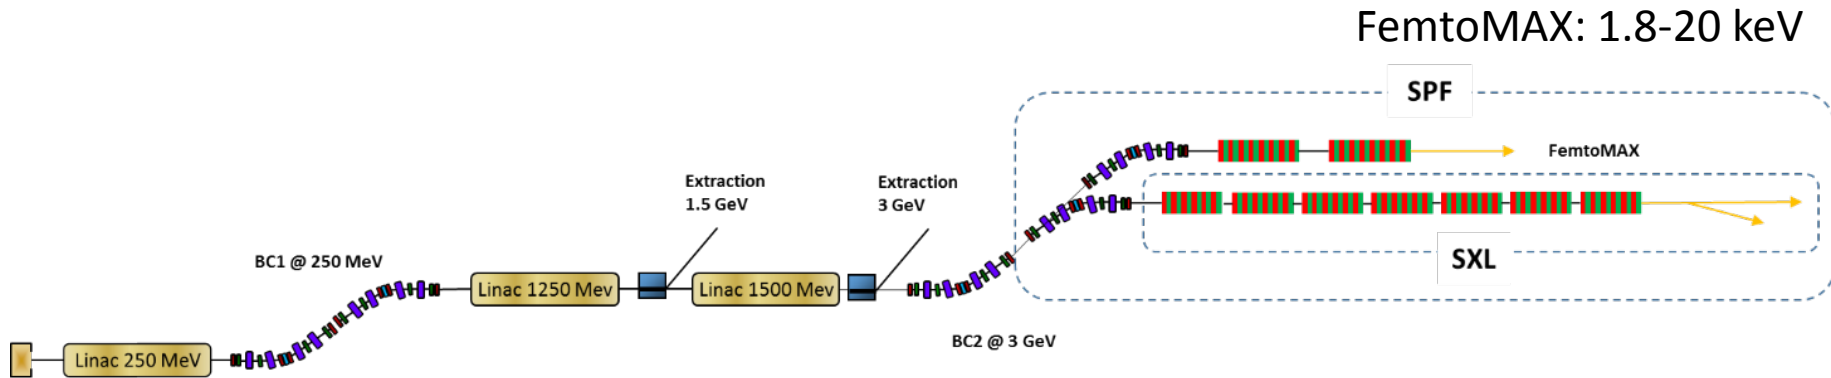 FemtoMAX: 1.8-20 keV
SPF
FemtoMAX
Extraction
1.5 GeV
Extraction
3 GeV
SXL
BC1 @ 250 MeV
Linac 1250 Mev
Linac 1500 Mev
BC2 @ 3 GeV
Linac 250 MeV